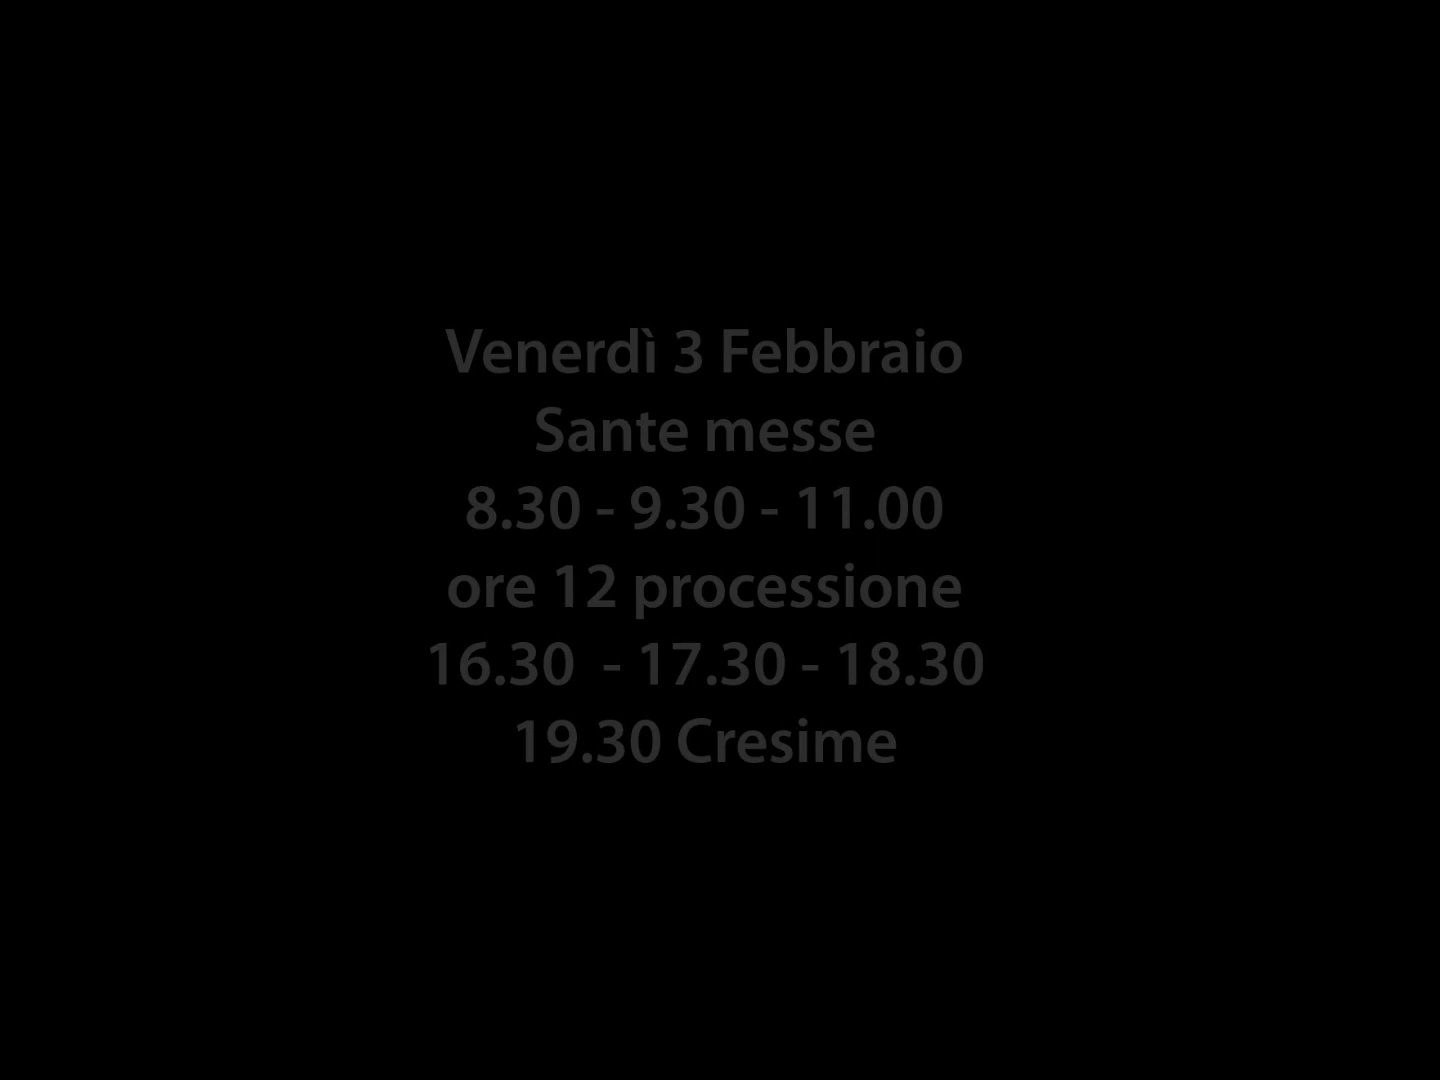 Venerdì 3 Febbraio
Sante messe
8.30 - 9.30 - 11.00
ore 12 processione
16.30  - 17.30 - 18.30
19.30 Cresime